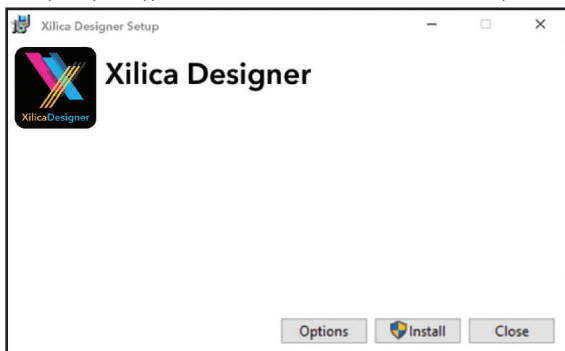 Xilica Designer Setup
Xilica Designer
XilicaDesigner
Options Install Close